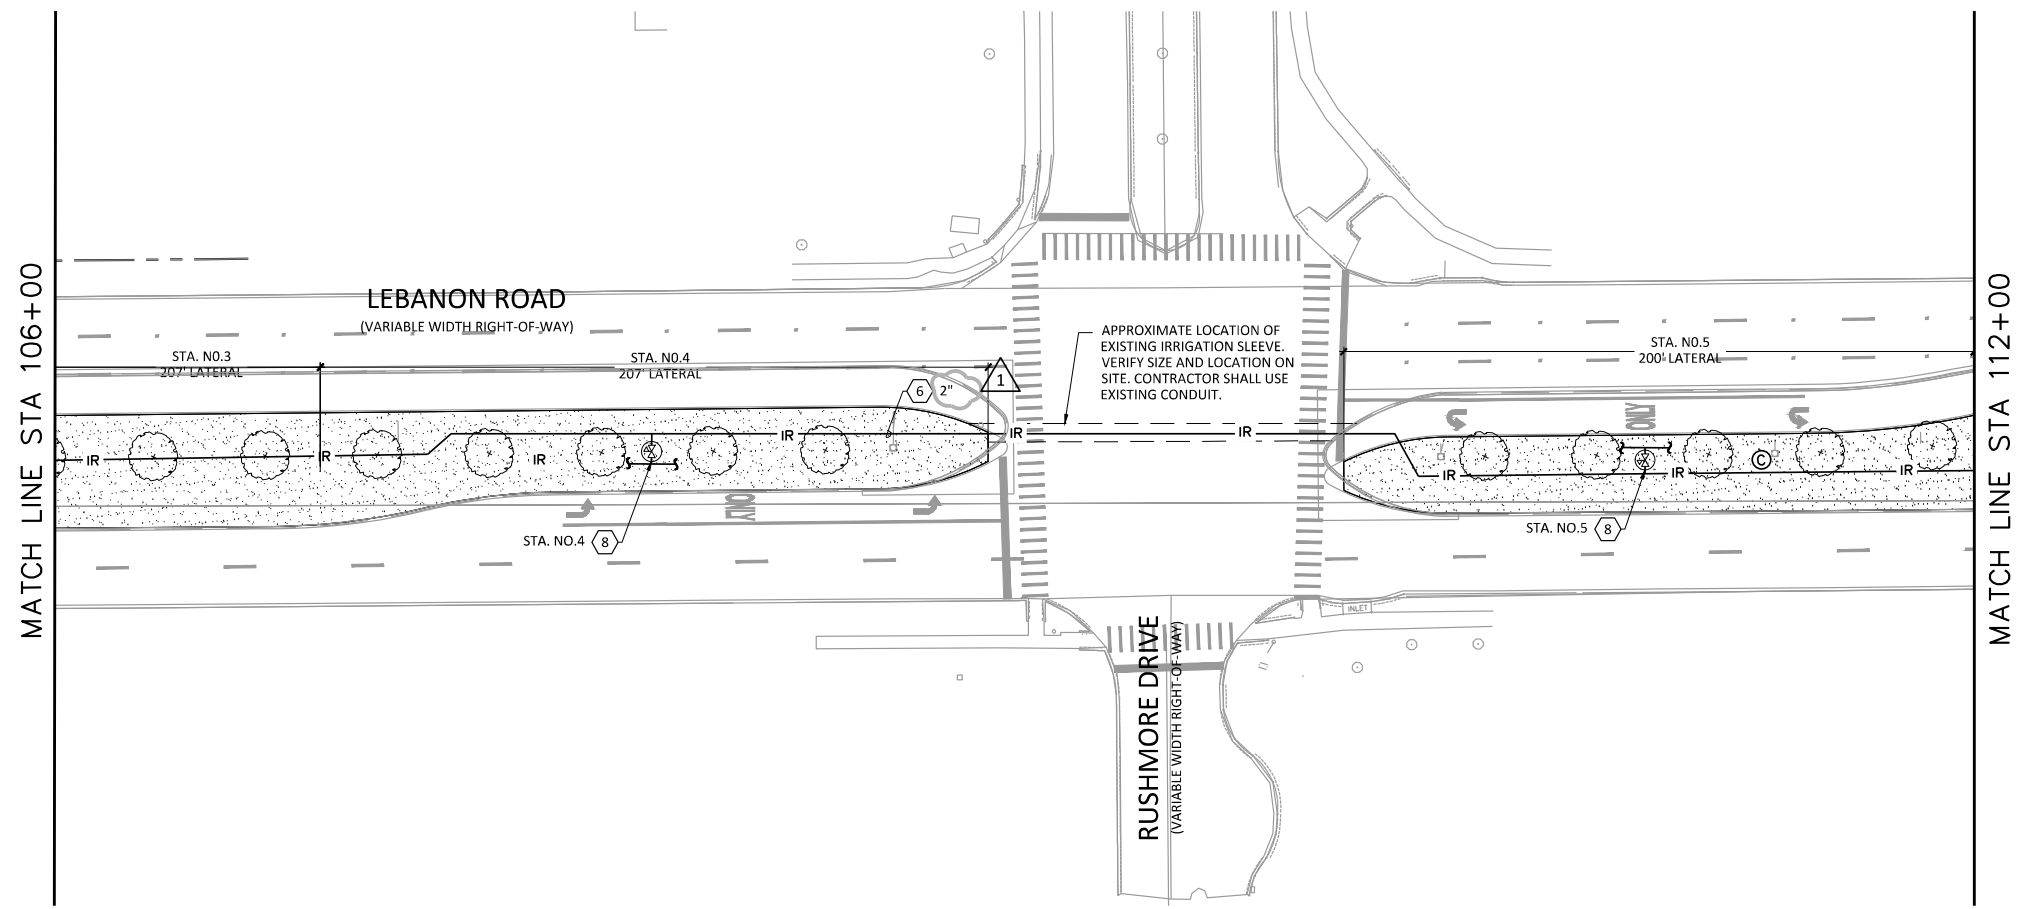 MATCH LINE STA 106+00
LEBANON ROAD
(VARIABLE WIDTH RIGHT-OF-WAY)
STA. N0.3
207' LATERAL
STA. N0.4
207' LATERAL
1
6 2"
APPROXIMATE LOCATION OF
EXISTING IRRIGATION SLEEVE.
VERIFY SIZE AND LOCATION ON
SITE. CONTRACTOR SHALL USE
EXISTING CONDUIT.
STA. N0.5
200' LATERAL
ONLY
IR
IR
IR
IR
IR
IR
IR
IR
IR
C
ONLY
STA. NO.4 8
STA. NO.5 8
INLET
RUSHMORE DRIVE
(VARIABLE WIDTH RIGHT-OF-WAY)
MATCH LINE STA 112+00